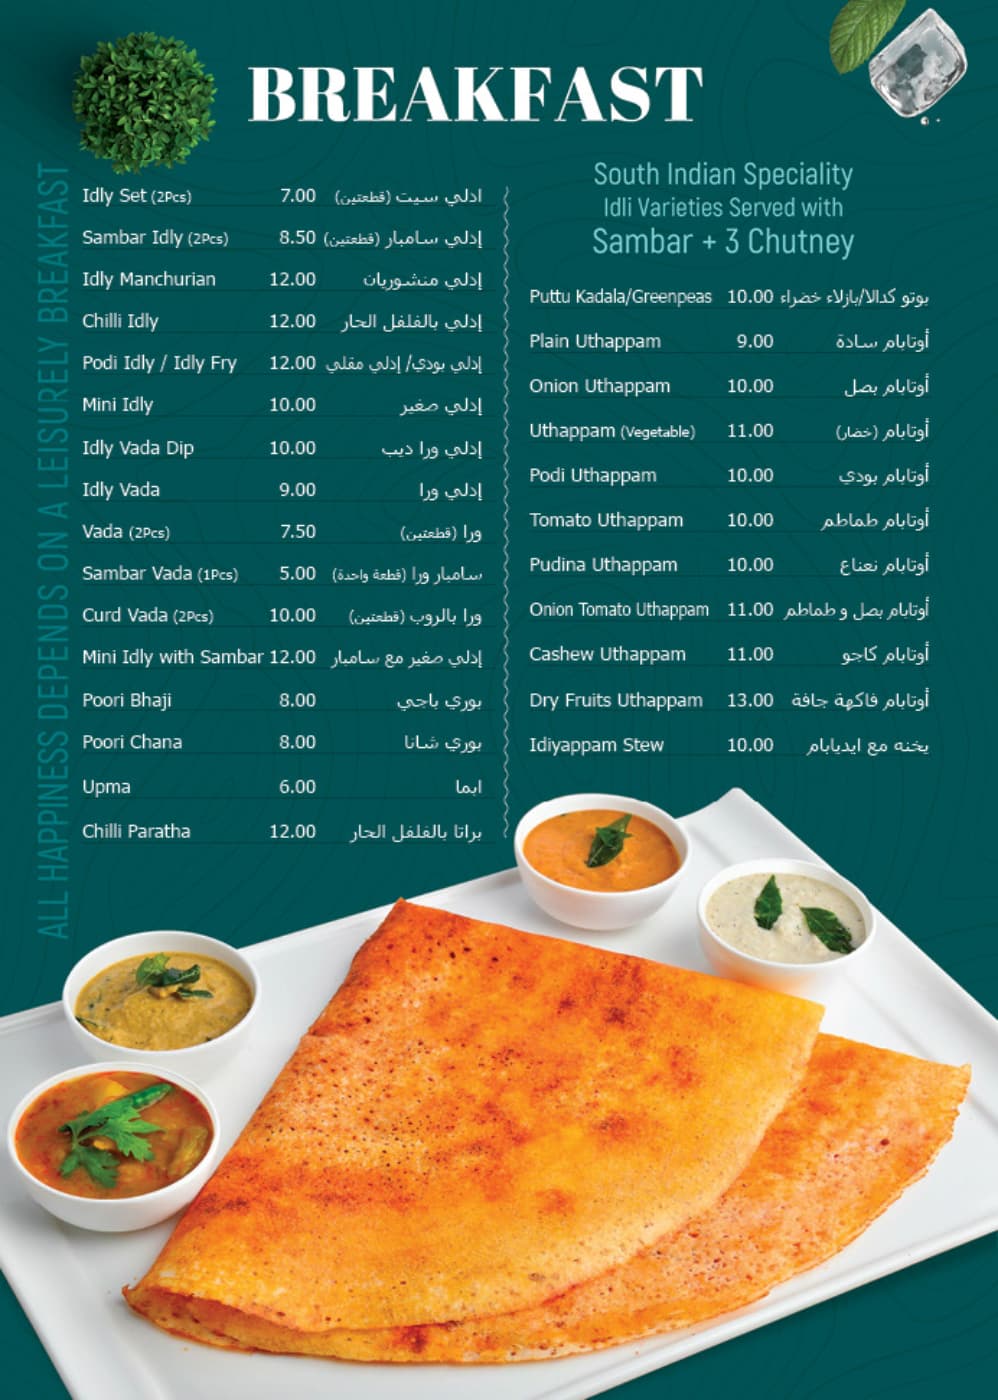 BREAKFAST
ALL HAPPINESS DEPENDS ON A LEISURELY BREAKFAST
Idly Set (2Pcs) 7.00 ادلي سيت (قطعتين)
Sambar Idly (2Pcs) 8.50 إدلي سامبار (قطعتين)
Idly Manchurian 12.00 إدلي منشوريان
Chilli Idly 12.00 إدلي بالفلفل الحار
Podi Idly / Idly Fry 12.00 إدلي بودي/ إدلي مقلي
Mini Idly 10.00 إدلي صغير
Idly Vada Dip 10.00 إدلي ورا ديب
Idly Vada 9.00 إدلي ورا
Vada (2Pcs) 7.50 ورا (قطعتين)
Sambar Vada (1Pcs) 5.00 سامبار ورا (قطعة واحدة)
Curd Vada (2Pcs) 10.00 ورا بالروب (قطعتين)
Mini Idly with Sambar 12.00 إدلي صغير مع سامبار
Poori Bhaji 8.00 بوري باجي
Poori Chana 8.00 بوري شانا
Upma 6.00 ابما
Chilli Paratha 12.00 براتا بالفلفل الحار
South Indian Speciality
Idli Varieties Served with
Sambar + 3 Chutney
Puttu Kadala/Greenpeas 10.00 بوتو كدالا/بازلاء خضراء
Plain Uthappam 9.00 أوتابام سادة
Onion Uthappam 10.00 أوتابام بصل
Uthappam (Vegetable) 11.00 أوتابام (خضار)
Podi Uthappam 10.00 أوتابام بودي
Tomato Uthappam 10.00 أوتابام طماطم
Pudina Uthappam 10.00 أوتابام نعناع
Onion Tomato Uthappam 11.00 أوتابام بصل و طماطم
Cashew Uthappam 11.00 أوتابام كاجو
Dry Fruits Uthappam 13.00 أوتابام فاكهة جافة
Idiyappam Stew 10.00 يخنه مع ايديابام